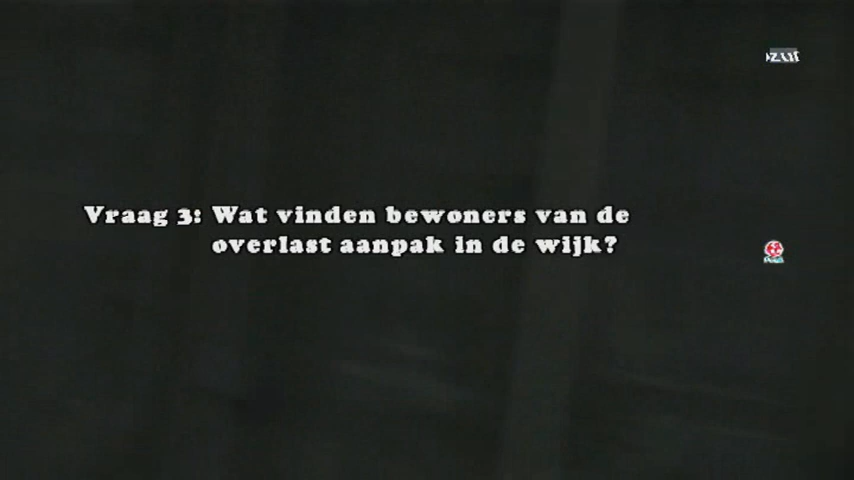 Vraag 3: Wat vinden bewoners van de
overlast aanpak in de wijk?